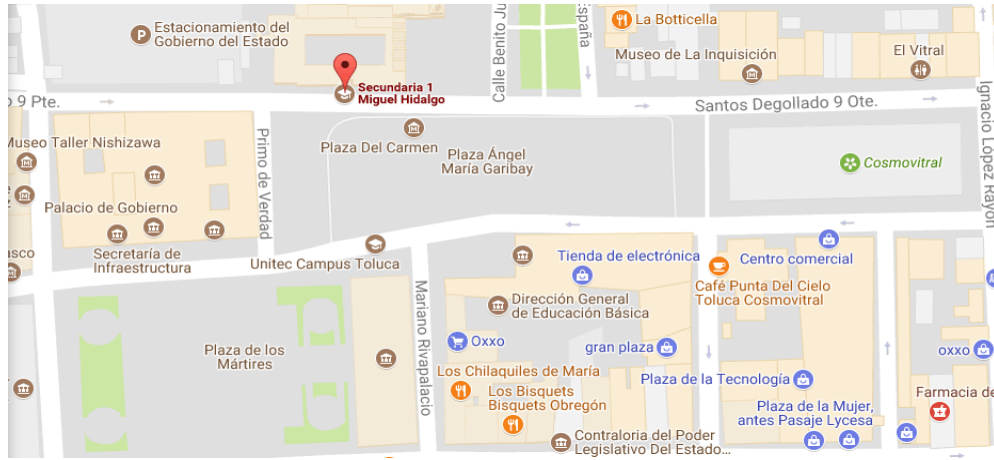 Estacionamiento del
Gobierno del Estado
P
Calle Benito Ju
España
La Botticella
Museo de La Inquisición
El Vitral
Ignacio López Rayón
Secundaria 1
Miguel Hidalgo
o 9 Pte.
Santos Degollado 9 Ote.
Museo Taller Nishizawa
Primo de Verdad
Plaza Del Carmen
Plaza Ángel
María Garibay
Cosmovitral
Palacio de Gobierno
Secretaría de
Infraestructura
asco
Unitec Campus Toluca
Tienda de electrónica
Centro comercial
Café Punta Del Cielo
Toluca Cosmovitral
Mariano Rivapalacio
Dirección General
de Educación Básica
Plaza de los
Mártires
Oxxo
gran plaza
oxxo
Los Chilaquiles de María
Plaza de la Tecnología
Los Bisquets
Bisquets Obregón
Farmacia de
Plaza de la Mujer,
antes Pasaje Lycesa
Contraloria del Poder
Legislativo Del Estado...